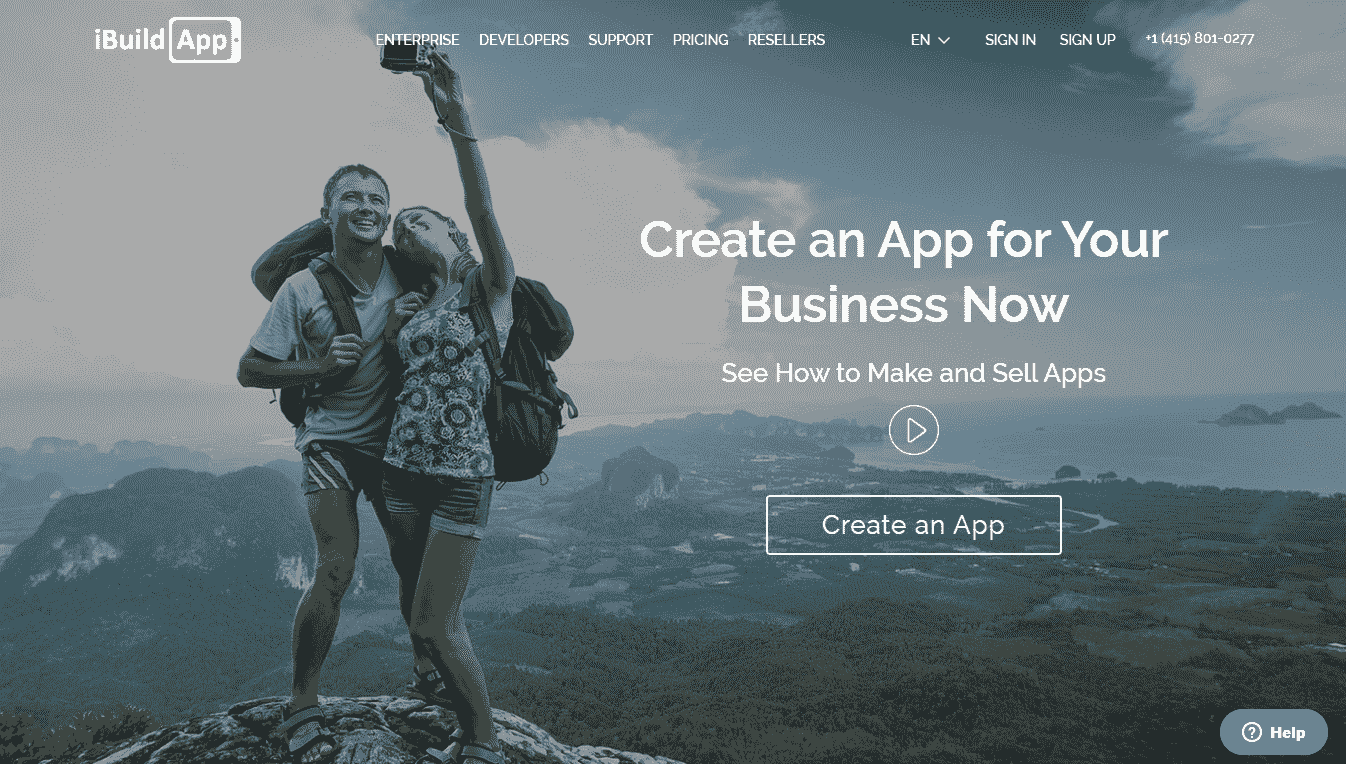 iBuild App
ENTERPRISE DEVELOPERS SUPPORT PRICING RESELLERS EN SIGN IN SIGN UP +1 (415) 801-0277
Create an App for Your
Business Now
See How to Make and Sell Apps
Create an App
Help